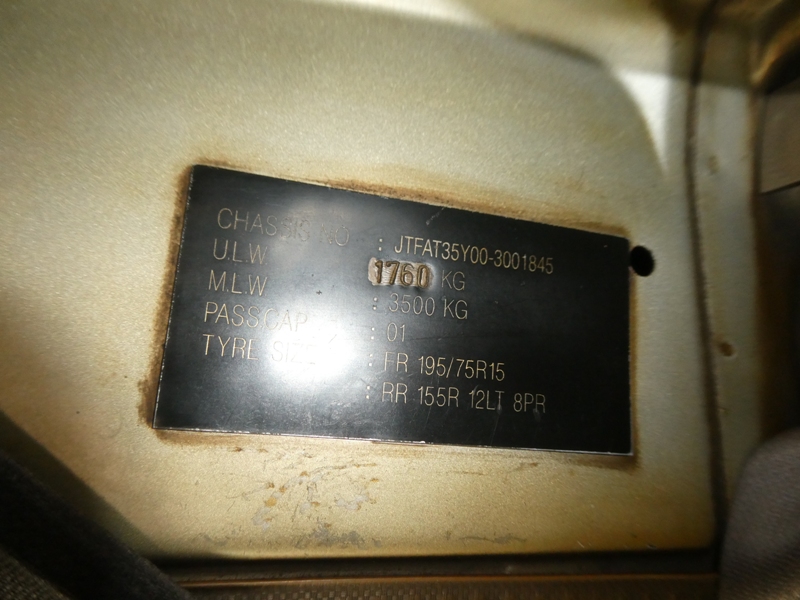 CHASSIS NO : JTFAT35Y00-3001845
U.L.W 1760 KG
M.L.W : 3500 KG
PASS.CAP : 01
TYRE SIZE : FR 195/75R15
: RR 155R 12LT 8PR